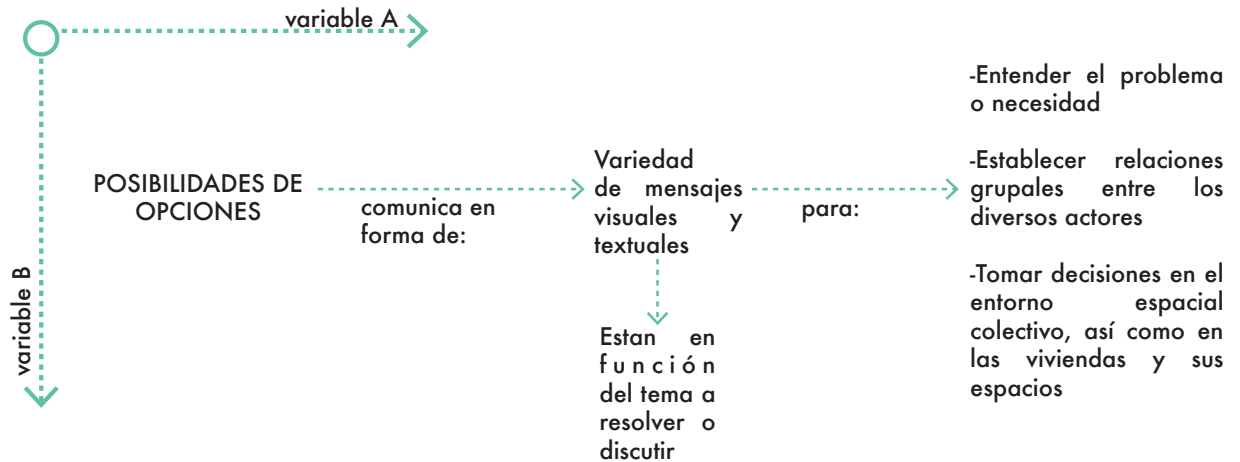 variable A
variable B
POSIBILIDADES DE
OPCIONES
comunica en
forma de:
Variedad
de mensajes
visuales y
textuales
Estan en
función
del tema a
resolver o
discutir
para:
-Entender el problema
o necesidad
-Establecer relaciones
grupales entre los
diversos actores
-Tomar decisiones en el
entorno espacial
colectivo, así como en
las viviendas y sus
espacios